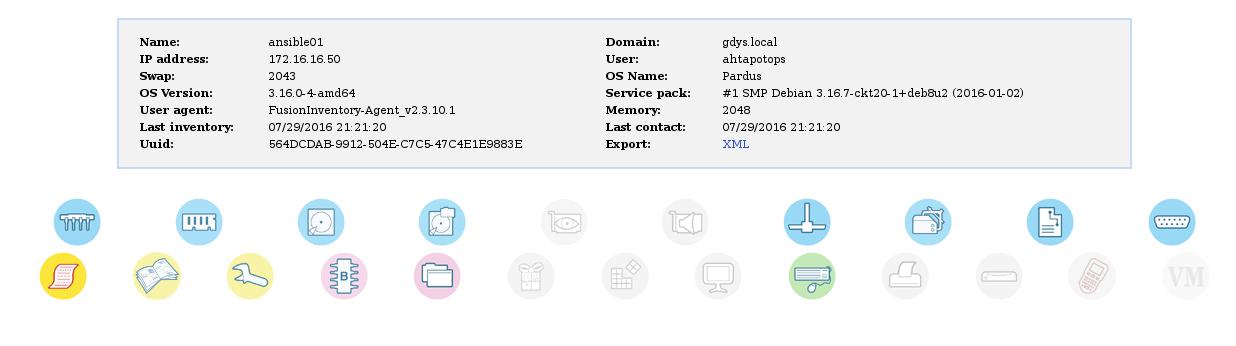 Name: ansible01 Domain: gdys.local
IP address: 172.16.16.50 User: ahtapotops
Swap: 2043 OS Name: Pardus
OS Version: 3.16.0-4-amd64 Service pack: #1 SMP Debian 3.16.7-ckt20-1+deb8u2 (2016-01-02)
User agent: FusionInventory-Agent_v2.3.10.1 Memory: 2048
Last inventory: 07/29/2016 21:21:20 Last contact: 07/29/2016 21:21:20
Uuid: 564DCDAB-9912-504E-C7C5-47C4E1E9883E Export: XML
B
VM